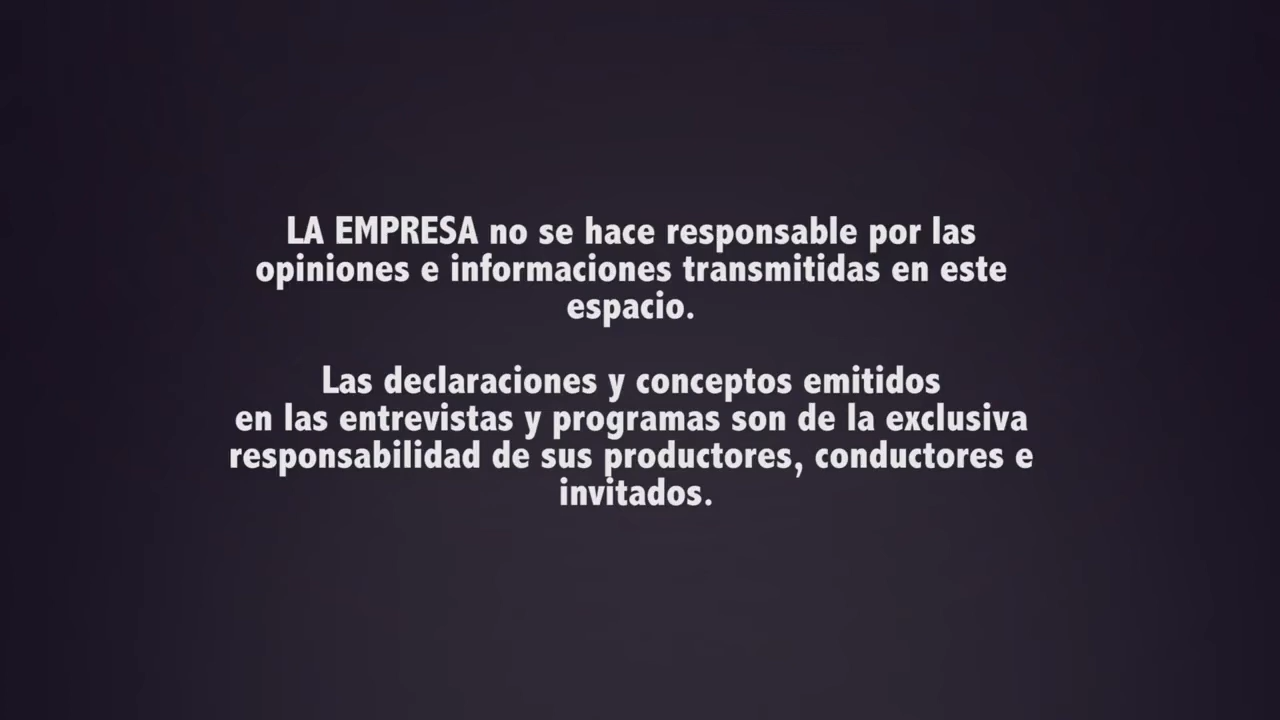 LA EMPRESA no se hace responsable por las
opiniones e informaciones transmitidas en este
espacio.
Las declaraciones y conceptos emitidos
en las entrevistas y programas son de la exclusiva
responsabilidad de sus productores, conductores e
invitados.